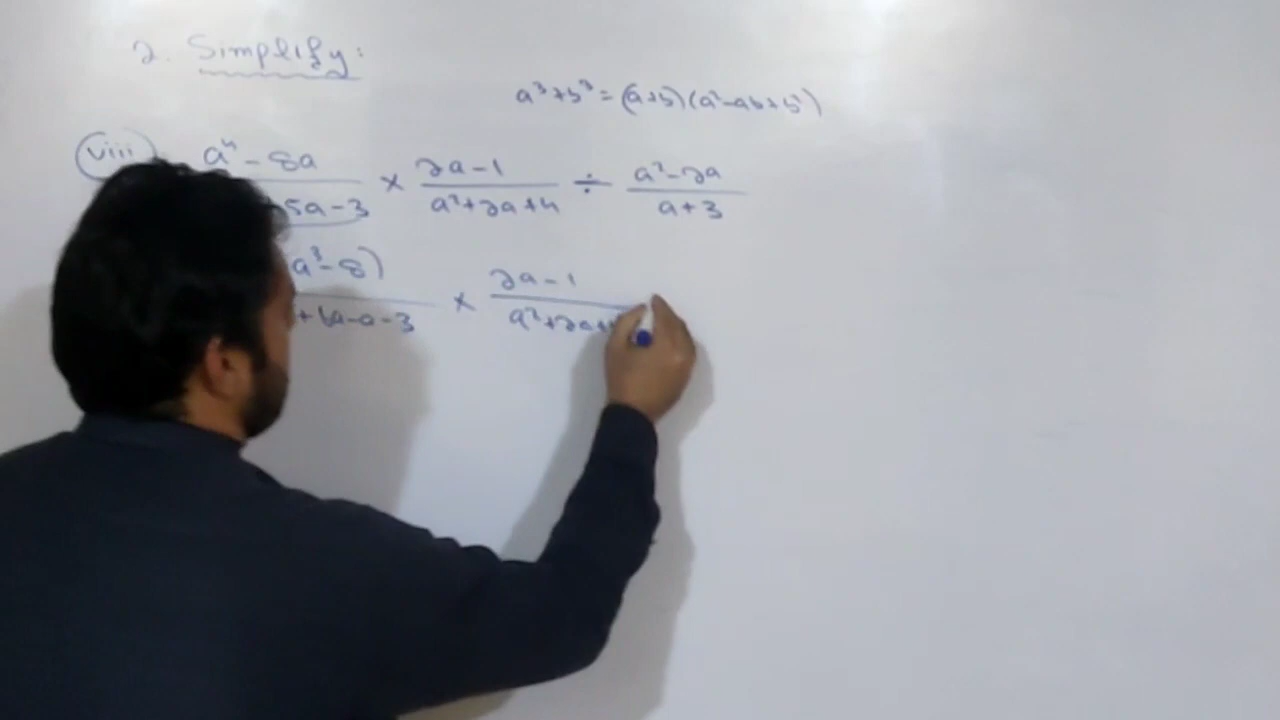 2. Simplify:
a³+b³=(a+b)(a²-ab+b²)
(viii) a⁴-8a × 2a-1 ÷ a²-2a
5a-3 a²+2a+4 a+3
a³-8) × 2a-1
+6a-a-3 a²+2a+